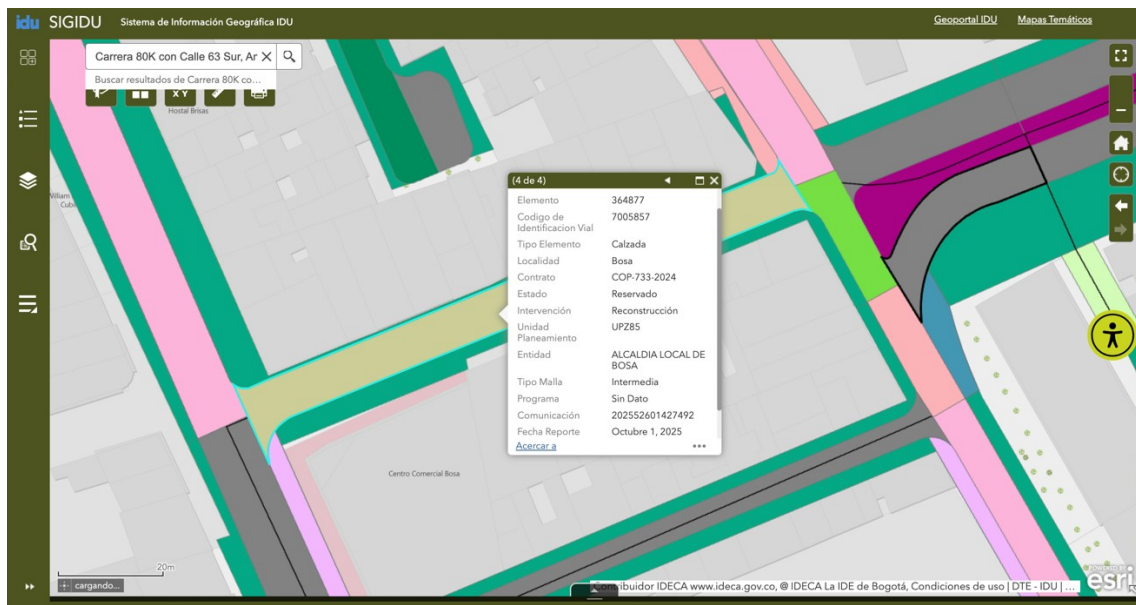 idu SIGIDU Sistema de Información Geográfica IDU
Geoportal IDU Mapas Temáticos
Carrera 80K con Calle 63 Sur, Ar
Buscar resultados de Carrera 80K co...
X Y
Hostal Brisas
(4 de 4)
Elemento 364877
Codigo de Identificacion Vial 7005857
Tipo Elemento Calzada
Localidad Bosa
Contrato COP-733-2024
Estado Reservado
Intervención Reconstrucción
Unidad Planeamiento UPZ85
Entidad ALCALDIA LOCAL DE BOSA
Tipo Malla Intermedia
Programa Sin Dato
Comunicación 202552601427492
Fecha Reporte Octubre 1, 2025
Acercar a
Centro Comercial Bosa
20m
cargando...
Contribuidor IDECA www.ideca.gov.co, @ IDECA La IDE de Bogotá, Condiciones de uso | DTE - IDU | ...
POWERED BY
esri